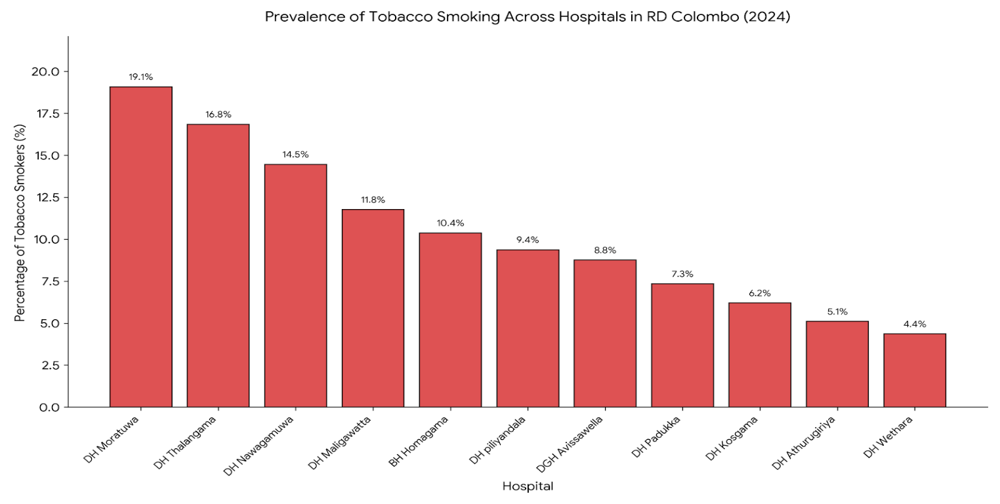 Prevalence of Tobacco Smoking Across Hospitals in RD Colombo (2024)
Percentage of Tobacco Smokers (%)
20.0
17.5
15.0
12.5
10.0
7.5
5.0
2.5
0.0
19.1%
16.8%
14.5%
11.8%
10.4%
9.4%
8.8%
7.3%
6.2%
5.1%
4.4%
DH Moratuwa
DH Thalangama
DH Nawagamuwa
DH Maligawatta
BH Homagama
DH piliyandala
DGH Avissawella
DH Padukka
DH Kosgama
DH Athurugiriya
DH Wethara
Hospital